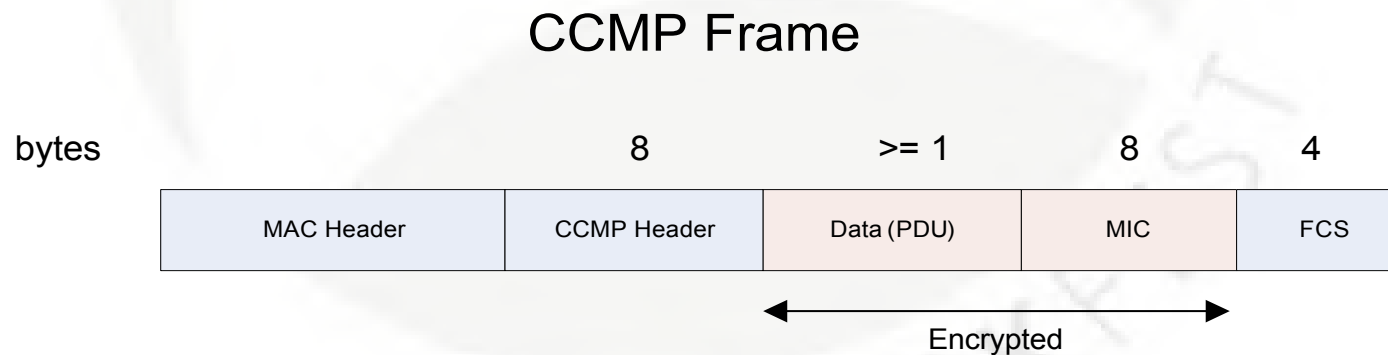 CCMP Frame
bytes 8 >= 1 8 4
MAC Header CCMP Header Data (PDU) MIC FCS
Encrypted